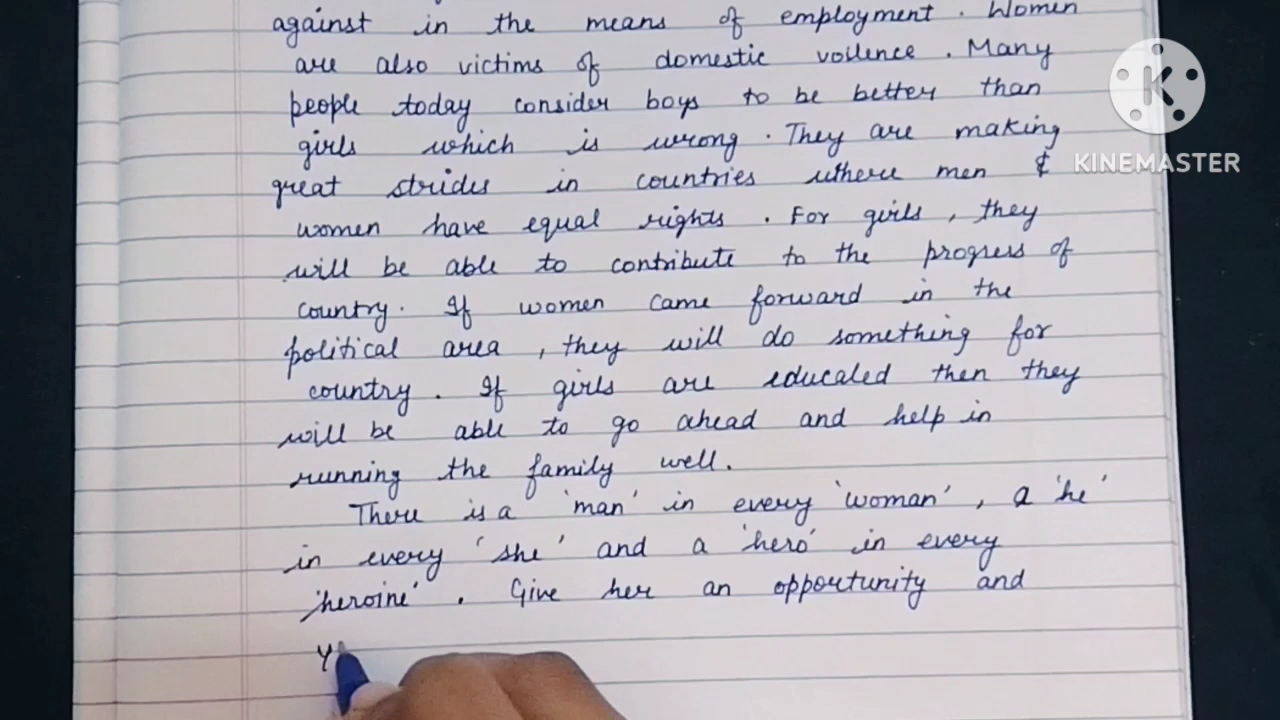 against in the means of employment. Women
are also victims of domestic voilence. Many
people today consider boys to be better than
girls which is wrong. They are making
great strides in countries where men &
women have equal rights. For girls, they
will be able to contribute to the progress of
country. If women came forward in the
political area, they will do something for
country. If girls are educated then they
will be able to go ahead and help in
running the family well.
There is a 'man' in every 'woman', a 'he'
in every 'she' and a 'hero' in every
'heroine'. Give her an opportunity and
y
K
KINEMASTER